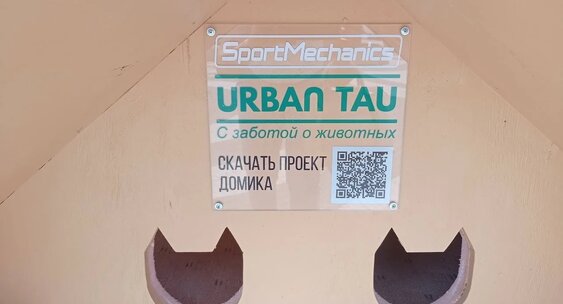 SportMechanics
URBAN TAU
С заботой о животных
СКАЧАТЬ ПРОЕКТ
ДОМИКА